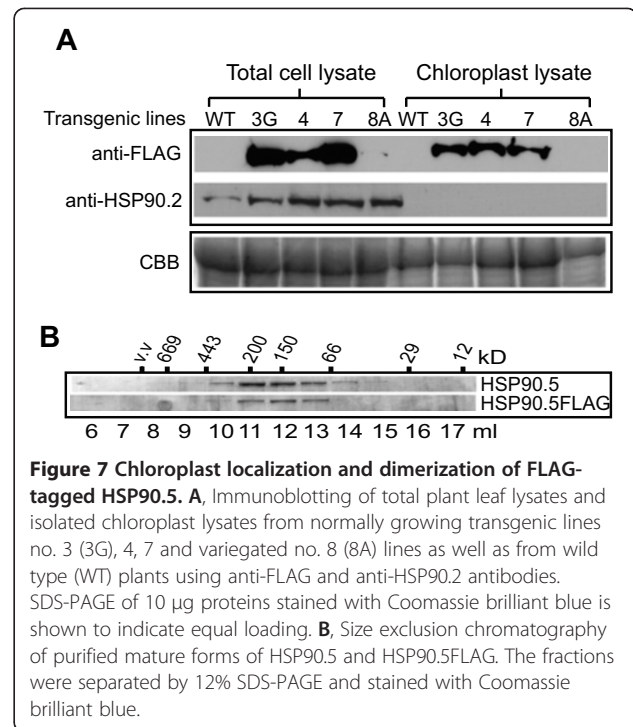 A
Total cell lysate Chloroplast lysate
Transgenic lines WT 3G 4 7 8A WT 3G 4 7 8A
anti-FLAG
anti-HSP90.2
CBB
B
v.v 669 443 200 150 66 29 12 kD
HSP90.5
HSP90.5FLAG
6 7 8 9 10 11 12 13 14 15 16 17 ml
Figure 7 Chloroplast localization and dimerization of FLAG-
tagged HSP90.5. A, Immunoblotting of total plant leaf lysates and
isolated chloroplast lysates from normally growing transgenic lines
no. 3 (3G), 4, 7 and variegated no. 8 (8A) lines as well as from wild
type (WT) plants using anti-FLAG and anti-HSP90.2 antibodies.
SDS-PAGE of 10 μg proteins stained with Coomassie brilliant blue is
shown to indicate equal loading. B, Size exclusion chromatography
of purified mature forms of HSP90.5 and HSP90.5FLAG. The fractions
were separated by 12% SDS-PAGE and stained with Coomassie
brilliant blue.